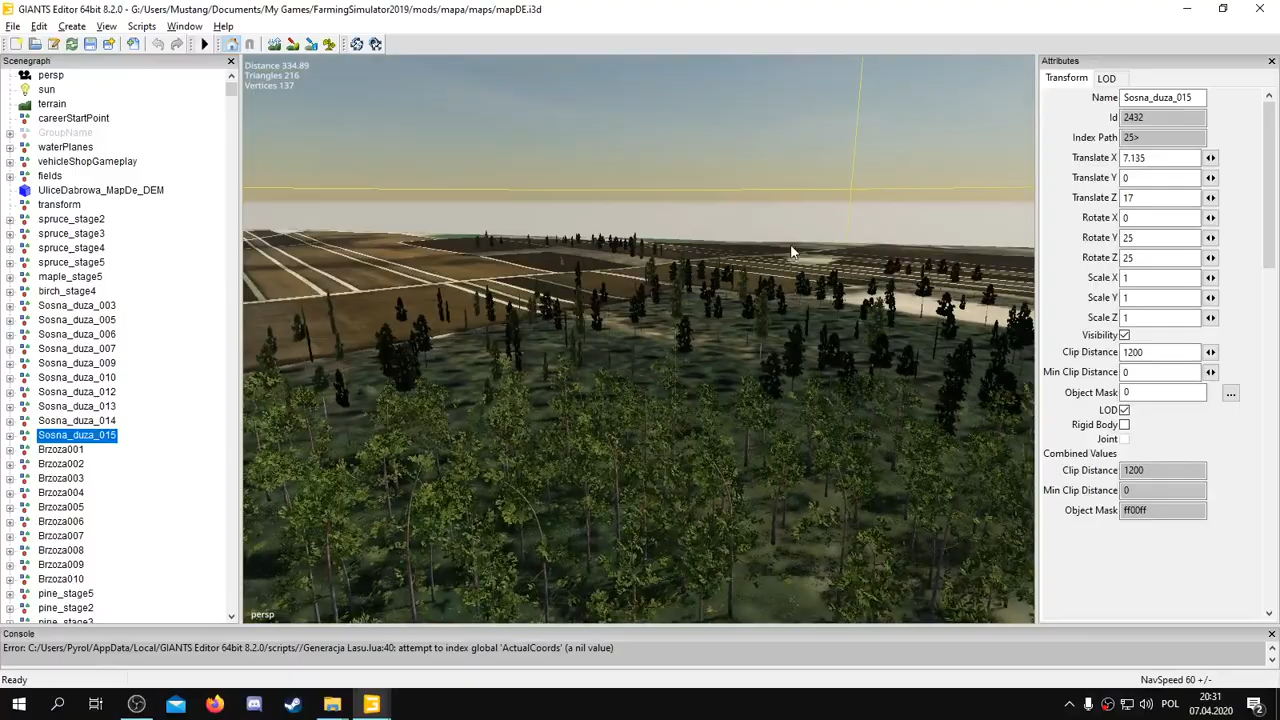 GIANTS Editor 64bit 8.2.0 - G:/Users/Mustang/Documents/My Games/FarmingSimulator2019/mods/mapa/maps/mapDE.i3d
File Edit Create View Scripts Window Help
Scenegraph
persp
sun
terrain
careerStartPoint
GroupName
waterPlanes
vehicleShopGameplay
fields
UliceDabrowa_MapDe_DEM
transform
spruce_stage2
spruce_stage3
spruce_stage4
spruce_stage5
maple_stage5
birch_stage4
Sosna_duza_003
Sosna_duza_005
Sosna_duza_006
Sosna_duza_007
Sosna_duza_009
Sosna_duza_010
Sosna_duza_012
Sosna_duza_013
Sosna_duza_014
Sosna_duza_015
Brzoza001
Brzoza002
Brzoza003
Brzoza004
Brzoza005
Brzoza006
Brzoza007
Brzoza008
Brzoza009
Brzoza010
pine_stage5
pine_stage2
pine_stage3
Distance 334.89
Triangles 216
Vertices 137
persp
Attributes
Transform LOD
Name Sosna_duza_015
Id 2432
Index Path 25>
Translate X 7.135
Translate Y 0
Translate Z 17
Rotate X 0
Rotate Y 25
Rotate Z 25
Scale X 1
Scale Y 1
Scale Z 1
Visibility
Clip Distance 1200
Min Clip Distance 0
Object Mask 0 ...
LOD
Rigid Body
Joint
Combined Values
Clip Distance 1200
Min Clip Distance 0
Object Mask ff00ff
Console
Error: C:/Users/Pyrol/AppData/Local/GIANTS Editor 64bit 8.2.0/scripts//Generacja Lasu.lua:40: attempt to index global 'ActualCoords' (a nil value)
Ready
NavSpeed 60 +/-
POL
20:31
07.04.2020
2